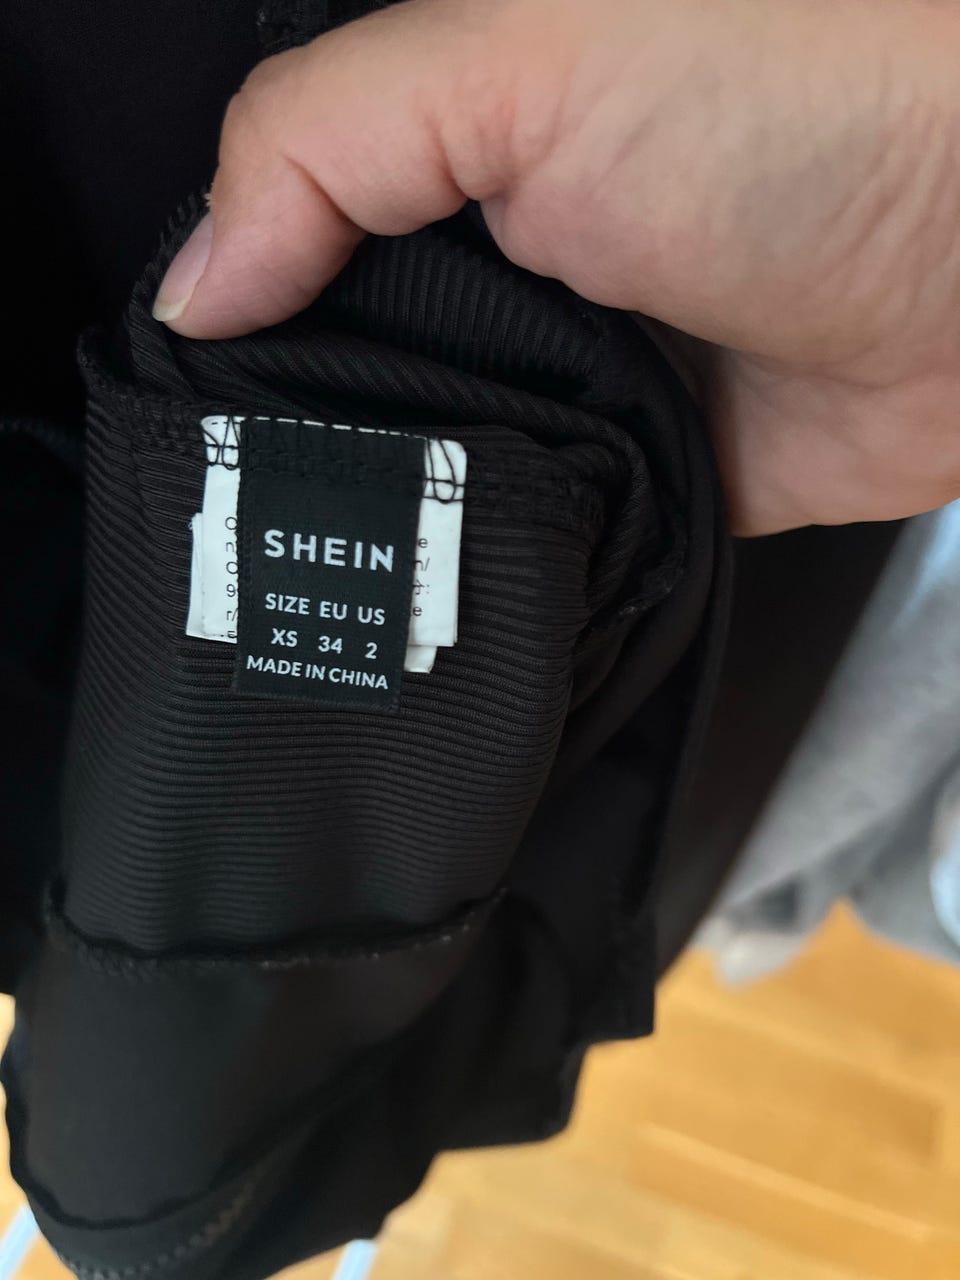 SHEIN
SIZE EU US
XS 34 2
MADE IN CHINA